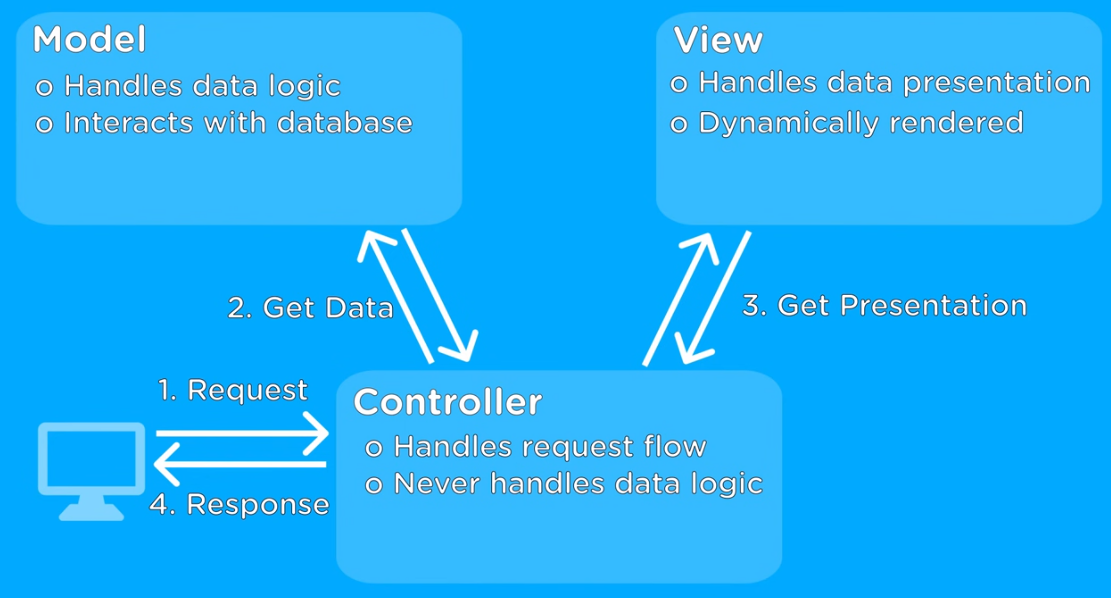 Model
o Handles data logic
o Interacts with database
View
o Handles data presentation
o Dynamically rendered
2. Get Data
3. Get Presentation
1. Request
4. Response
Controller
o Handles request flow
o Never handles data logic